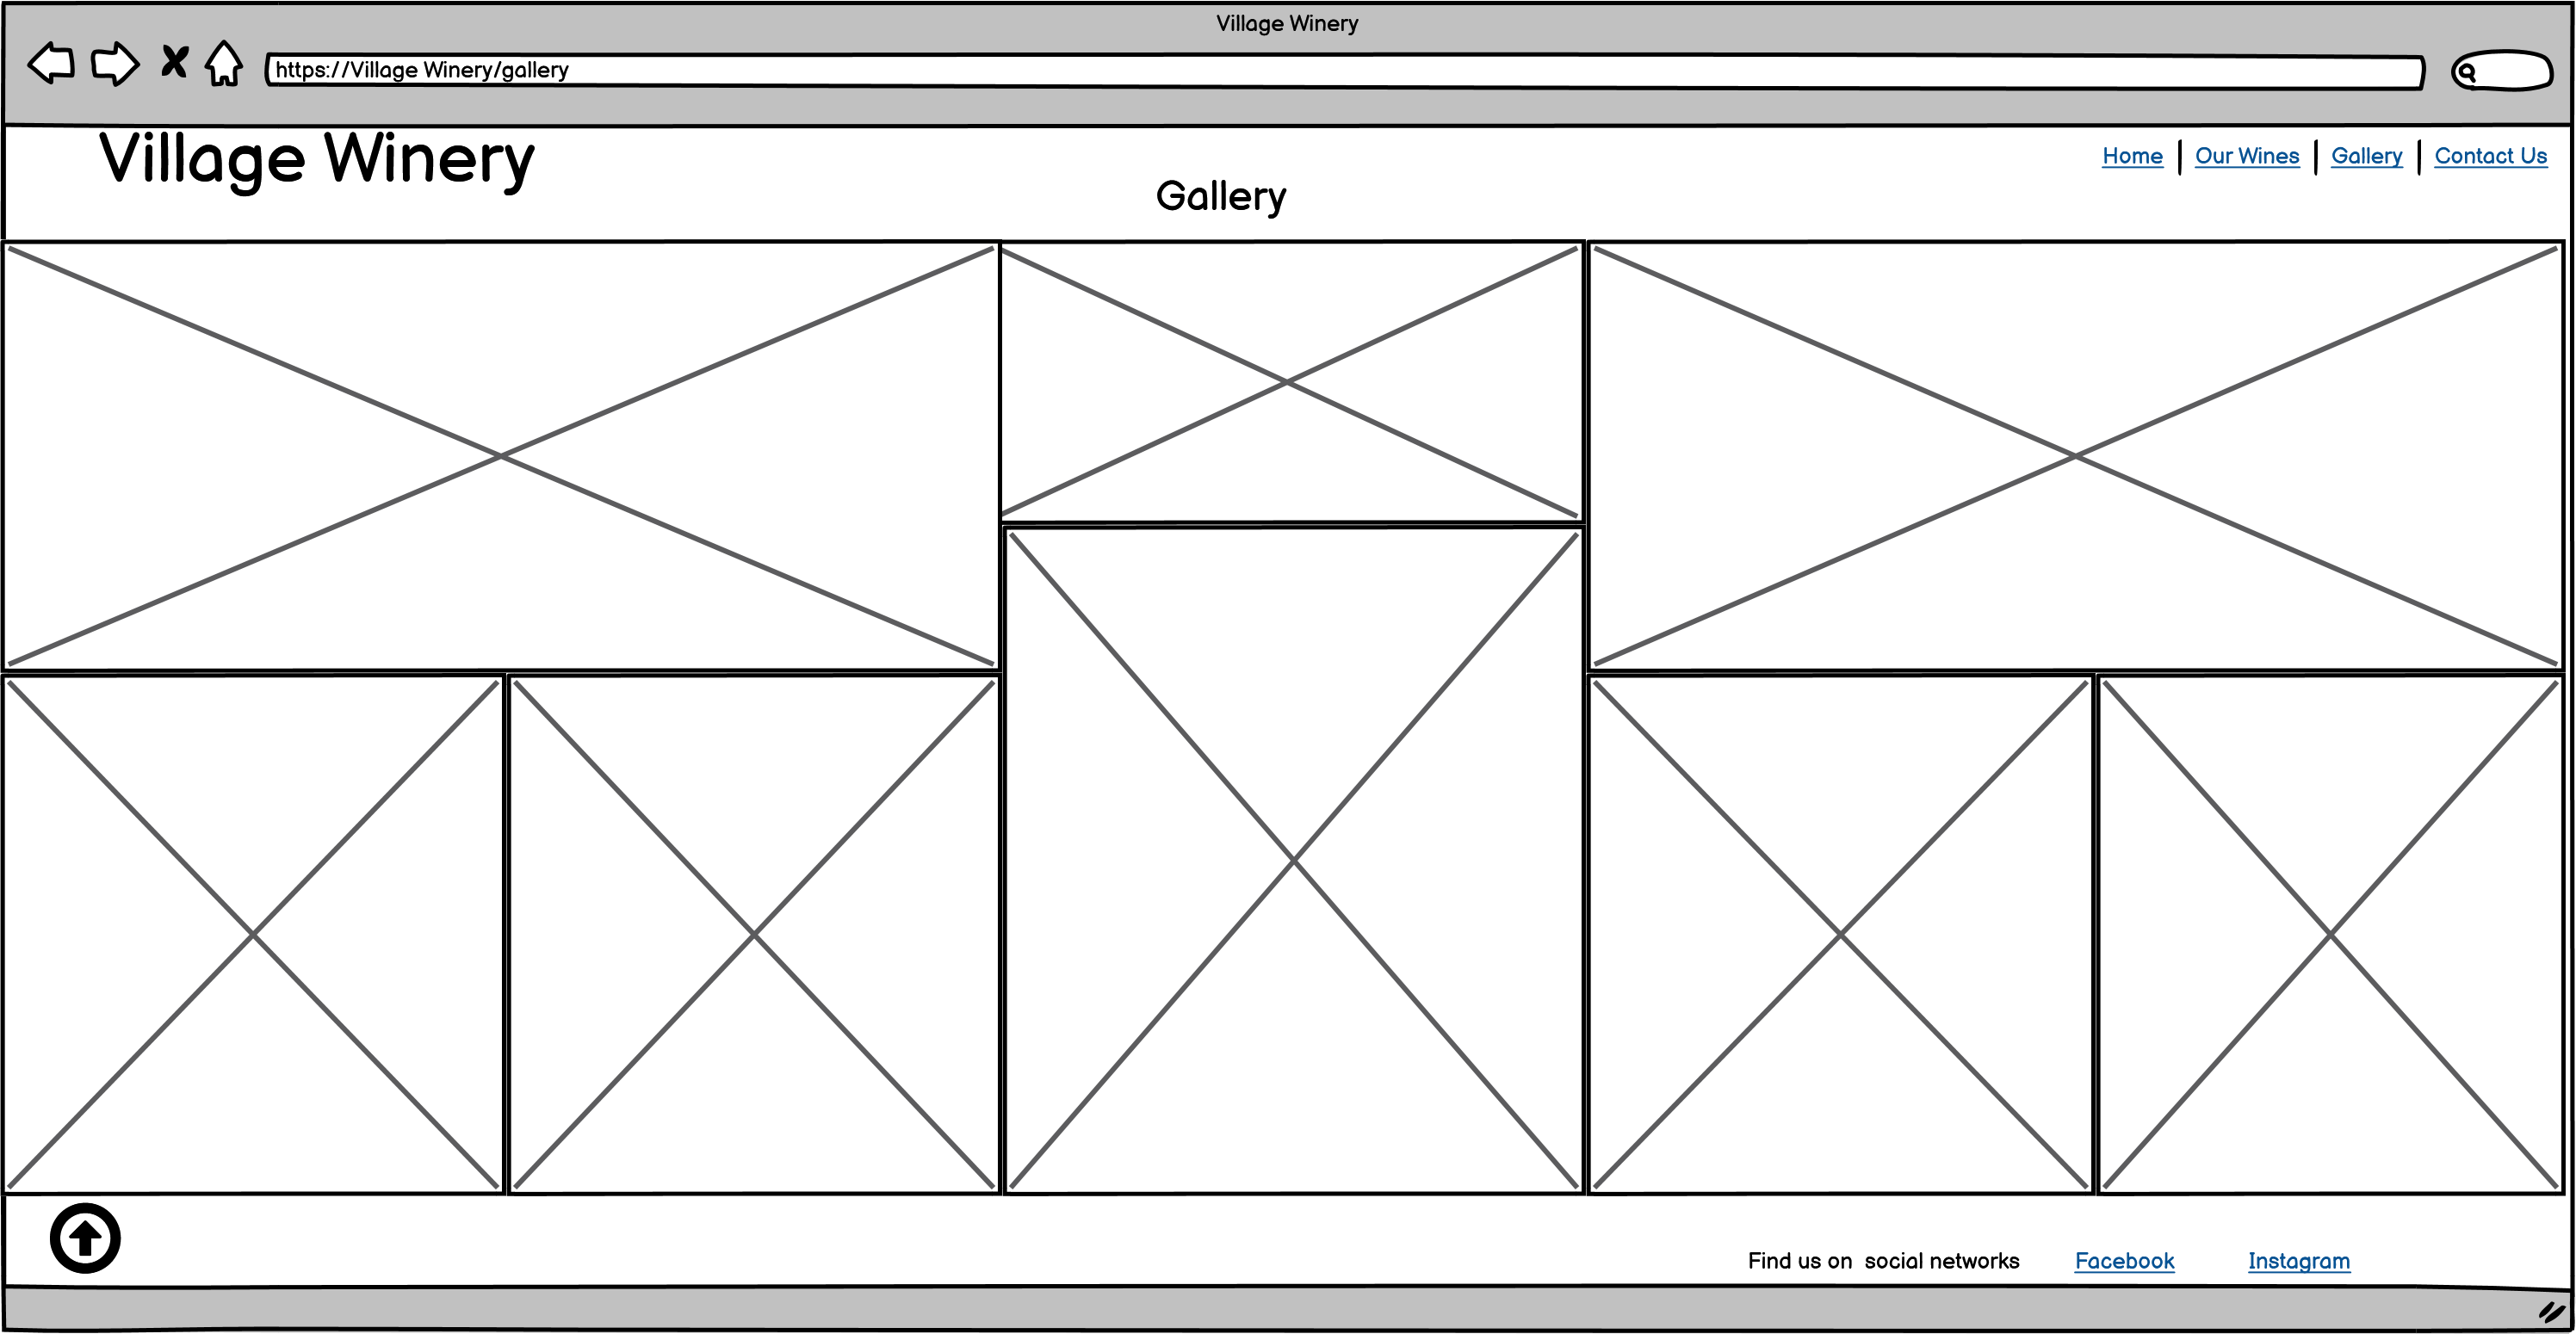 Village Winery
https://Village Winery/gallery
Village Winery
Home | Our Wines | Gallery | Contact Us
Gallery
Find us on  social networks Facebook Instagram